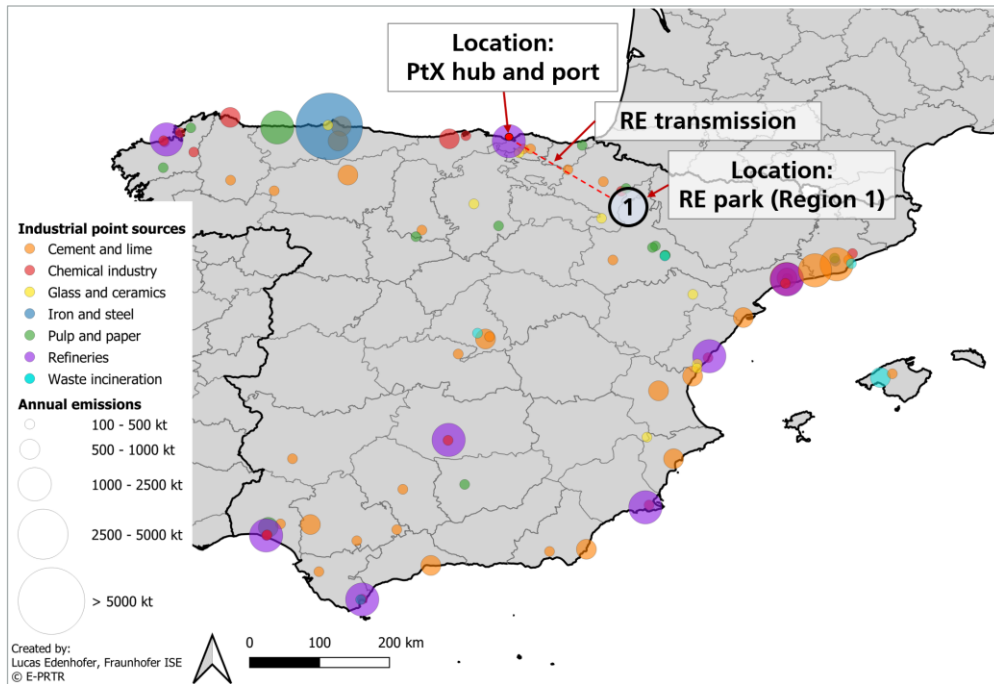 Location:
PtX hub and port
RE transmission
Location:
RE park (Region 1)
1
Industrial point sources
Cement and lime
Chemical industry
Glass and ceramics
Iron and steel
Pulp and paper
Refineries
Waste incineration
Annual emissions
100 - 500 kt
500 - 1000 kt
1000 - 2500 kt
2500 - 5000 kt
> 5000 kt
Created by:
Lucas Edenhofer, Fraunhofer ISE
© E-PRTR
0 100 200 km